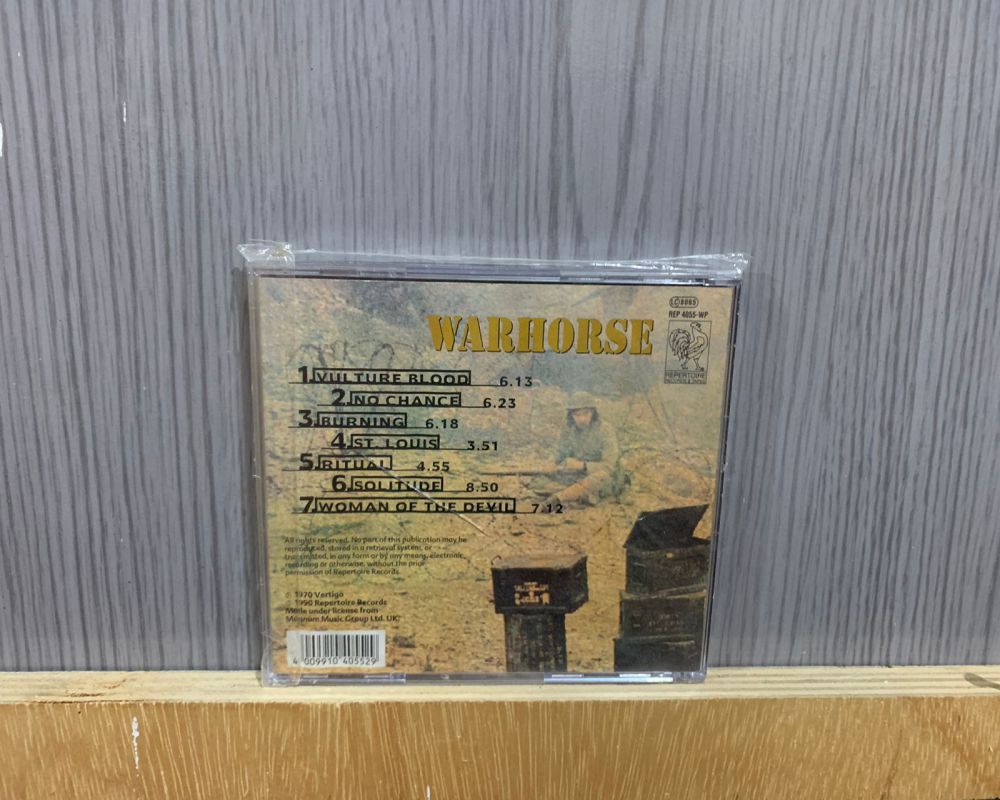 LC 8865
REP 4055-WP
WARHORSE
REPERTOIRE
RECORDS & TAPES
1. VULTURE BLOOD 6.13
2. NO CHANCE 6.23
3. BURNING 6.18
4. ST. LOUIS 3.51
5. RITUAL 4.55
6. SOLITUDE 8.50
7. WOMAN OF THE DEVIL 7.12
All rights reserved. No part of this publication may be
reproduced, stored in a retrieval system, or
transmitted, in any form or by any means, electronic,
recording or otherwise, without the prior
permission of Repertoire Records.
℗ 1970 Vertigo
© 1990 Repertoire Records
Made under license from
Magnum Music Group Ltd. UK
4 009910 405529